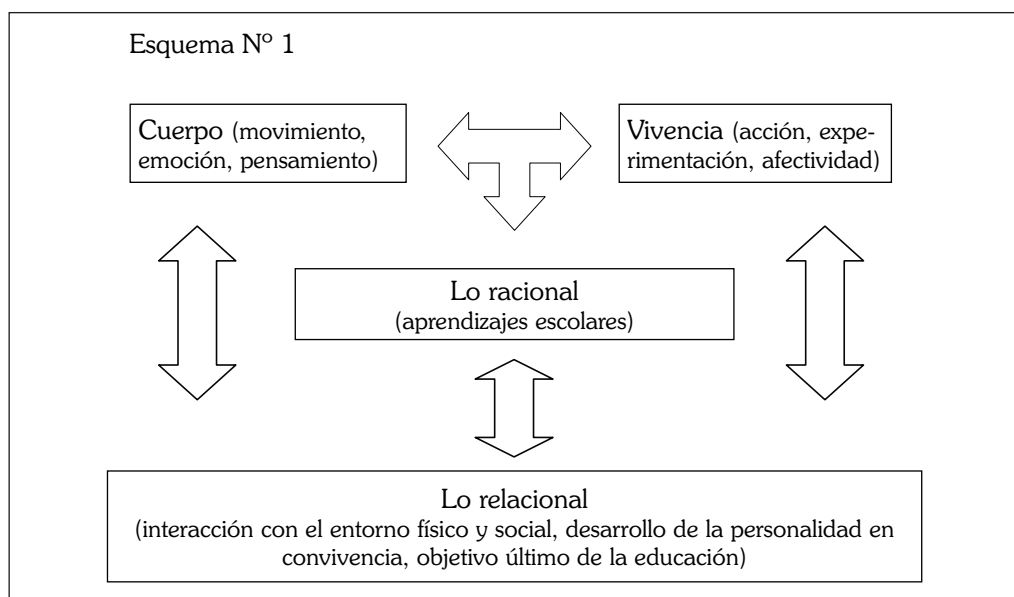 Esquema Nº 1
Cuerpo (movimiento,
emoción, pensamiento)
Vivencia (acción, expe-
rimentación, afectividad)
Lo racional
(aprendizajes escolares)
Lo relacional
(interacción con el entorno físico y social, desarrollo de la personalidad en
convivencia, objetivo último de la educación)